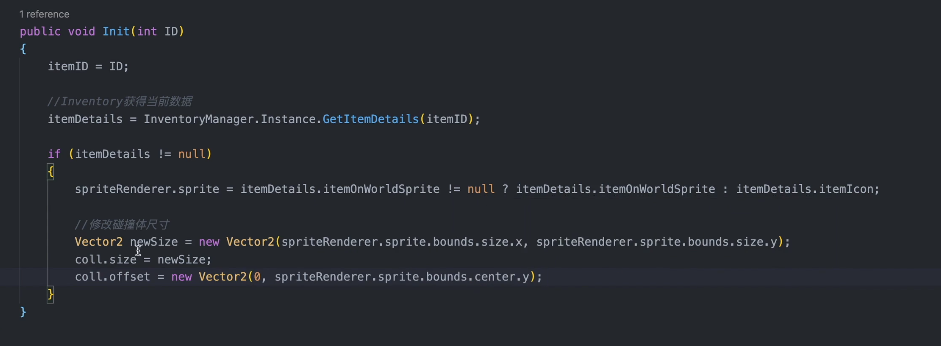 1 reference
public void Init(int ID)
{
itemID = ID;
//Inventory获得当前数据
itemDetails = InventoryManager.Instance.GetItemDetails(itemID);
if (itemDetails != null)
{
spriteRenderer.sprite = itemDetails.itemOnWorldSprite != null ? itemDetails.itemOnWorldSprite : itemDetails.itemIcon;
//修改碰撞体尺寸
Vector2 newSize = new Vector2(spriteRenderer.sprite.bounds.size.x, spriteRenderer.sprite.bounds.size.y);
coll.size = newSize;
coll.offset = new Vector2(0, spriteRenderer.sprite.bounds.center.y);
}
}